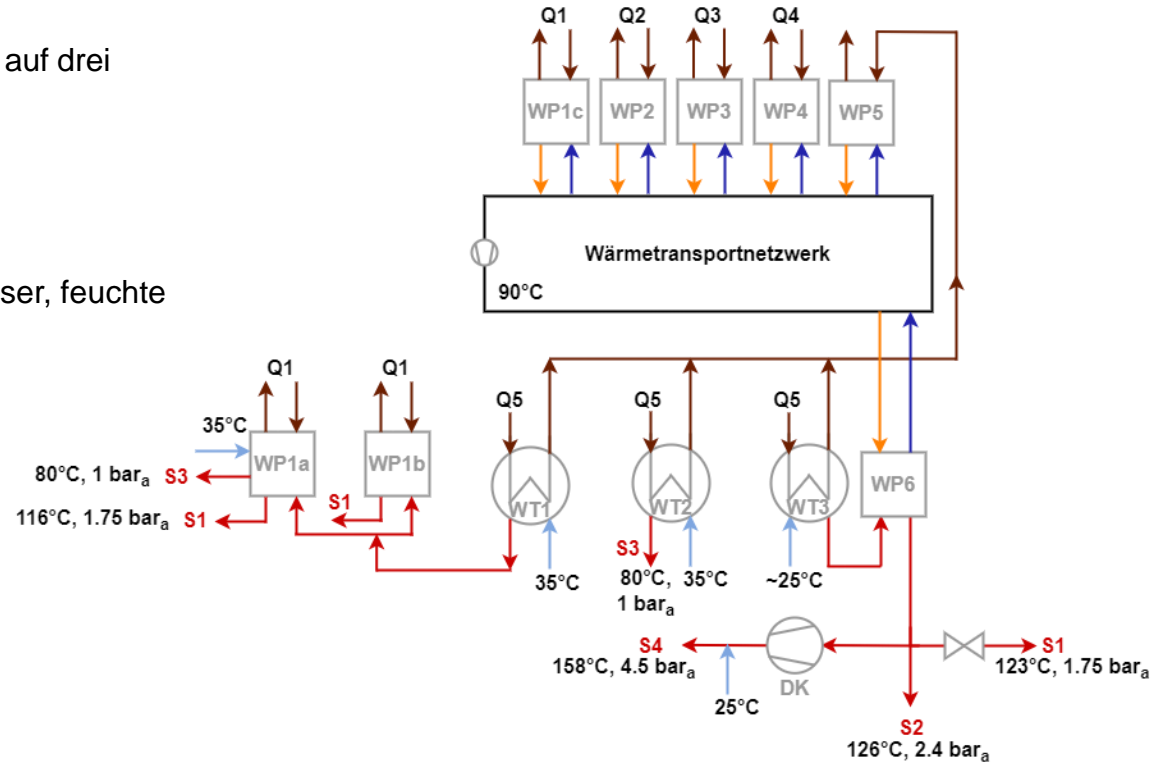 auf drei
ser, feuchte
Q1 Q2 Q3 Q4
WP1c WP2 WP3 WP4 WP5
Wärmetransportnetzwerk
90°C
Q1 Q1
Q5 Q5 Q5
35°C
WP1a WP1b
80°C, 1 bara S3
116°C, 1.75 bara S1
S1
WT1 WT2 WT3 WP6
35°C
S3
80°C, 35°C
1 bara
~25°C
S4
158°C, 4.5 bara
25°C
DK
S1
123°C, 1.75 bara
S2
126°C, 2.4 bara